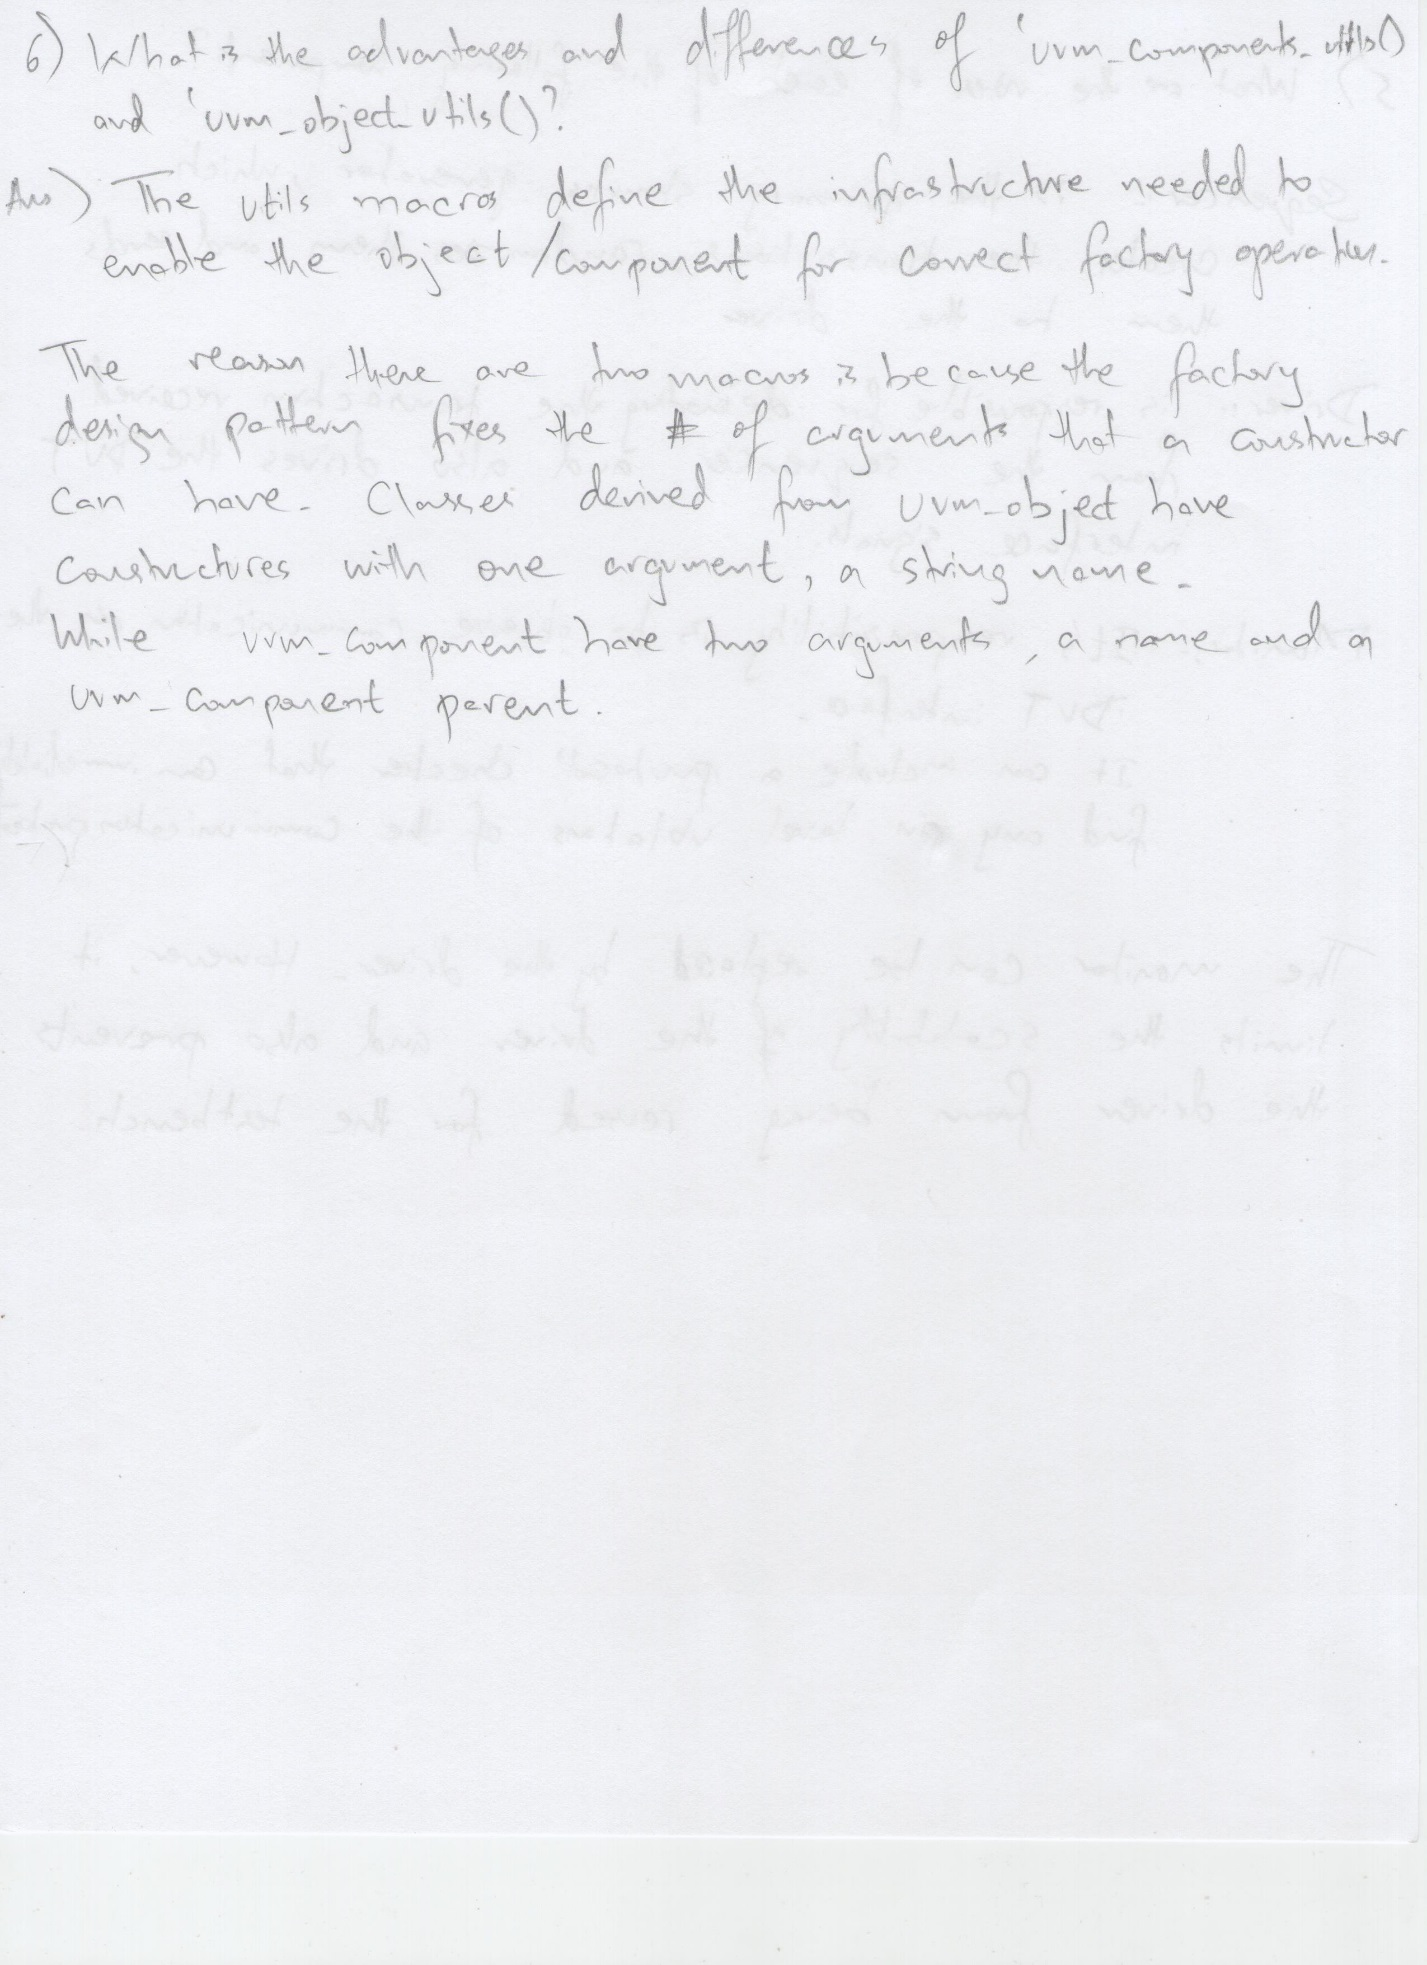 6) What is the advantages and differences of 'uvm_components_utils()
and 'uvm_object_utils()?
Ans) The utils macros define the infrastructure needed to
enable the object/component for correct factory operation.
The reason there are two macros is because the factory
design pattern fixes the # of arguments that a constructor
can have. Classes derived from uvm_object have
constructures with one argument, a string name.
While uvm_component have two arguments, a name and a
uvm_component parent.